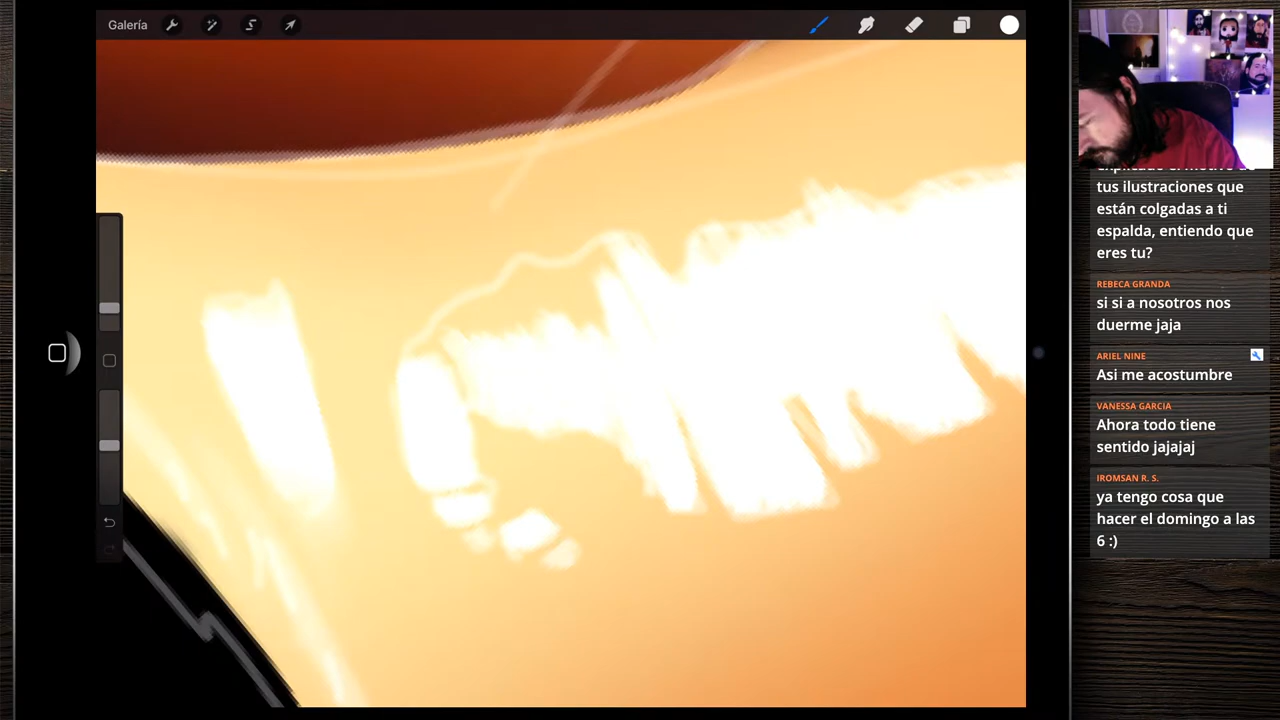 Galería
tus ilustraciones que
están colgadas a ti
espalda, entiendo que
eres tu?
REBECA GRANDA
si si a nosotros nos
duerme jaja
ARIEL NINE
Asi me acostumbre
VANESSA GARCIA
Ahora todo tiene
sentido jajajaj
IROMSAN R. S.
ya tengo cosa que
hacer el domingo a las
6 :)